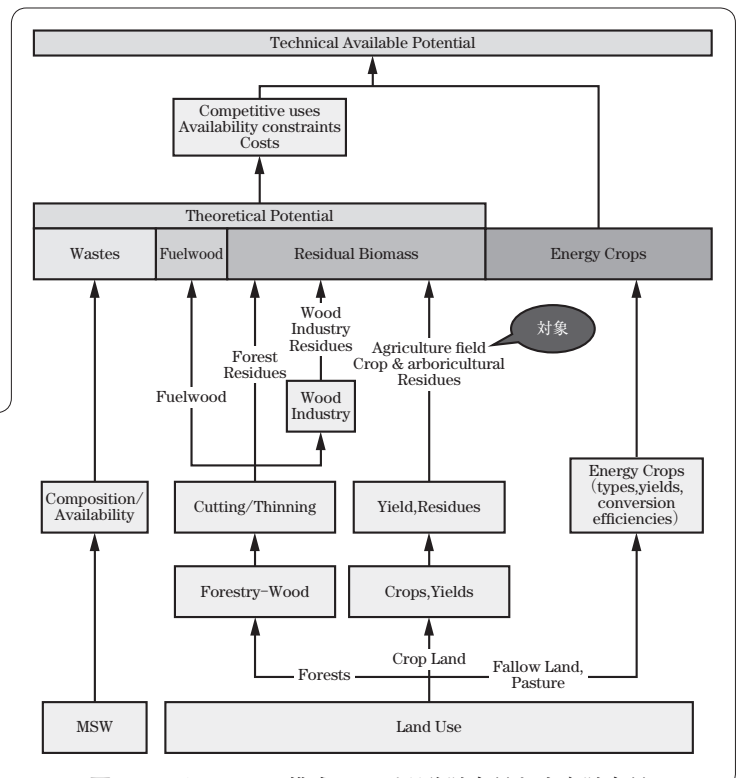 Technical Available Potential
Competitive uses
Availability constraints
Costs
Theoretical Potential
Wastes
Fuelwood
Residual Biomass
Energy Crops
Wood
Industry
Residues
対象
Agriculture field
Crop & arboricultural
Residues
Forest
Residues
Fuelwood
Wood
Industry
Composition/
Availability
Cutting/Thinning
Yield,Residues
Energy Crops
(types,yields,
conversion
efficiencies)
Forestry-Wood
Crops,Yields
Forests
Crop Land
Fallow Land,
Pasture
MSW
Land Use